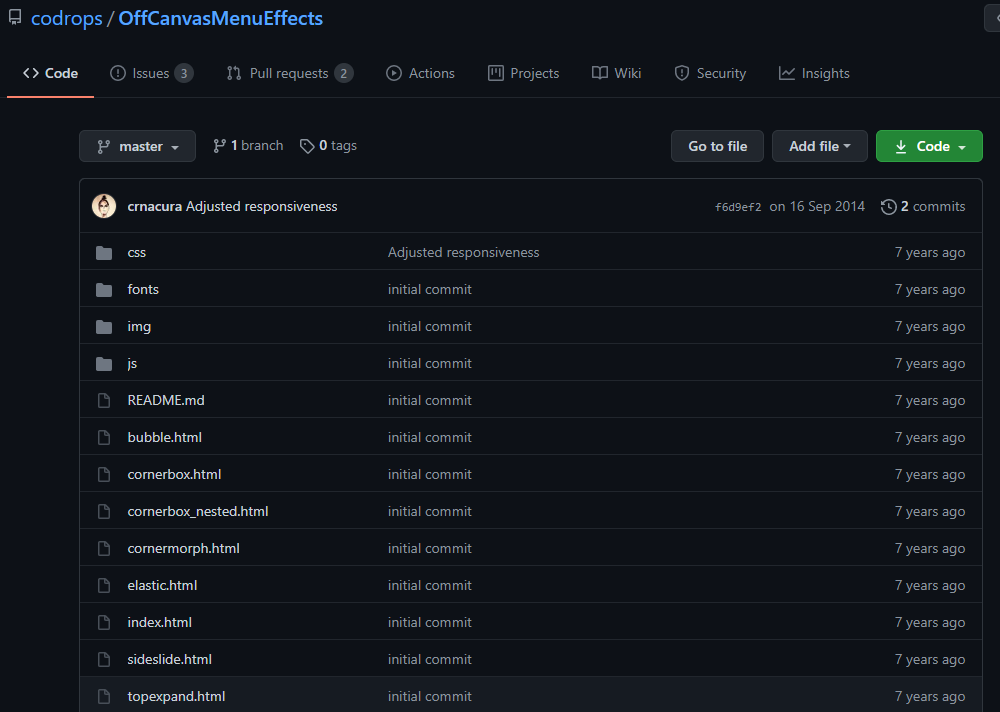 codrops / OffCanvasMenuEffects
Code Issues 3 Pull requests 2 Actions Projects Wiki Security Insights
master 1 branch 0 tags Go to file Add file Code
crnacura Adjusted responsiveness f6d9ef2 on 16 Sep 2014 2 commits
css Adjusted responsiveness 7 years ago
fonts initial commit 7 years ago
img initial commit 7 years ago
js initial commit 7 years ago
README.md initial commit 7 years ago
bubble.html initial commit 7 years ago
cornerbox.html initial commit 7 years ago
cornerbox_nested.html initial commit 7 years ago
cornermorph.html initial commit 7 years ago
elastic.html initial commit 7 years ago
index.html initial commit 7 years ago
sideslide.html initial commit 7 years ago
topexpand.html initial commit 7 years ago